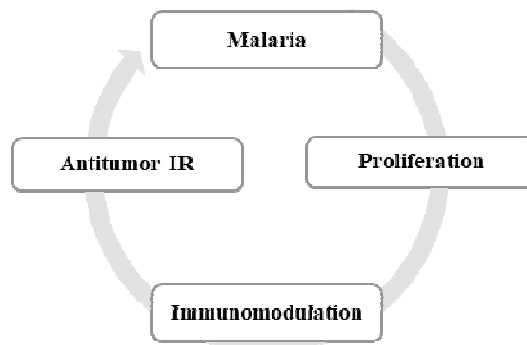 Malaria
Antitumor IR
Proliferation
Immunomodulation